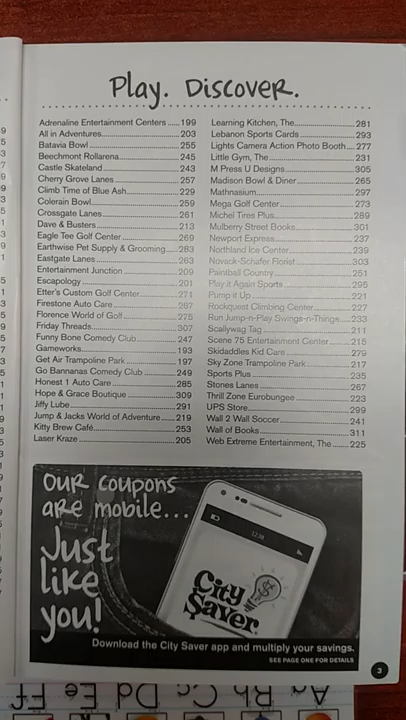 Play. Discover.
Adrenaline Entertainment Centers ..... 199
All in Adventures ..... 203
Batavia Bowl ..... 255
Beechmont Rollarena ..... 245
Castle Skateland ..... 243
Cherry Grove Lanes ..... 257
Climb Time of Blue Ash ..... 229
Colerain Bowl ..... 259
Crossgate Lanes ..... 261
Dave & Busters ..... 213
Eagle Tee Golf Center ..... 269
Earthwise Pet Supply & Grooming ..... 283
Eastgate Lanes ..... 263
Entertainment Junction ..... 209
Escapology ..... 201
Etter's Custom Golf Center ..... 271
Firestone Auto Care ..... 287
Florence World of Golf ..... 275
Friday Threads ..... 307
Funny Bone Comedy Club ..... 247
Gameworks ..... 193
Get Air Trampoline Park ..... 197
Go Bananas Comedy Club ..... 249
Honest 1 Auto Care ..... 285
Hope & Grace Boutique ..... 309
Jiffy Lube ..... 291
Jump & Jacks World of Adventure ..... 219
Kitty Brew Café ..... 253
Laser Kraze ..... 205
Learning Kitchen, The ..... 281
Lebanon Sports Cards ..... 293
Lights Camera Action Photo Booth ..... 277
Little Gym, The ..... 231
M Press U Designs ..... 305
Madison Bowl & Diner ..... 265
Mathnasium ..... 297
Mega Golf Center ..... 273
Michel Tires Plus ..... 289
Mulberry Street Books ..... 301
Newport Express ..... 237
Northland Ice Center ..... 239
Novack-Schafer Florist ..... 303
Paintball Country ..... 251
Play it Again Sports ..... 295
Pump it Up ..... 221
Rockquest Climbing Center ..... 227
Run Jump-n-Play Swings-n-Things ..... 233
Scallywag Tag ..... 211
Scene 75 Entertainment Center ..... 215
Skidaddles Kid Care ..... 279
Sky Zone Trampoline Park ..... 217
Sports Plus ..... 235
Stones Lanes ..... 267
Thrill Zone Eurobungee ..... 223
UPS Store ..... 299
Wall 2 Wall Soccer ..... 241
Wall of Books ..... 311
Web Extreme Entertainment, The ..... 225
OUR COUPONS
ARE MOBILE...
Just
like
you!
12:38
City
Saver
Download the City Saver app and multiply your savings.
SEE PAGE ONE FOR DETAILS
3
Aa Bb Cc Dd Ee Ff